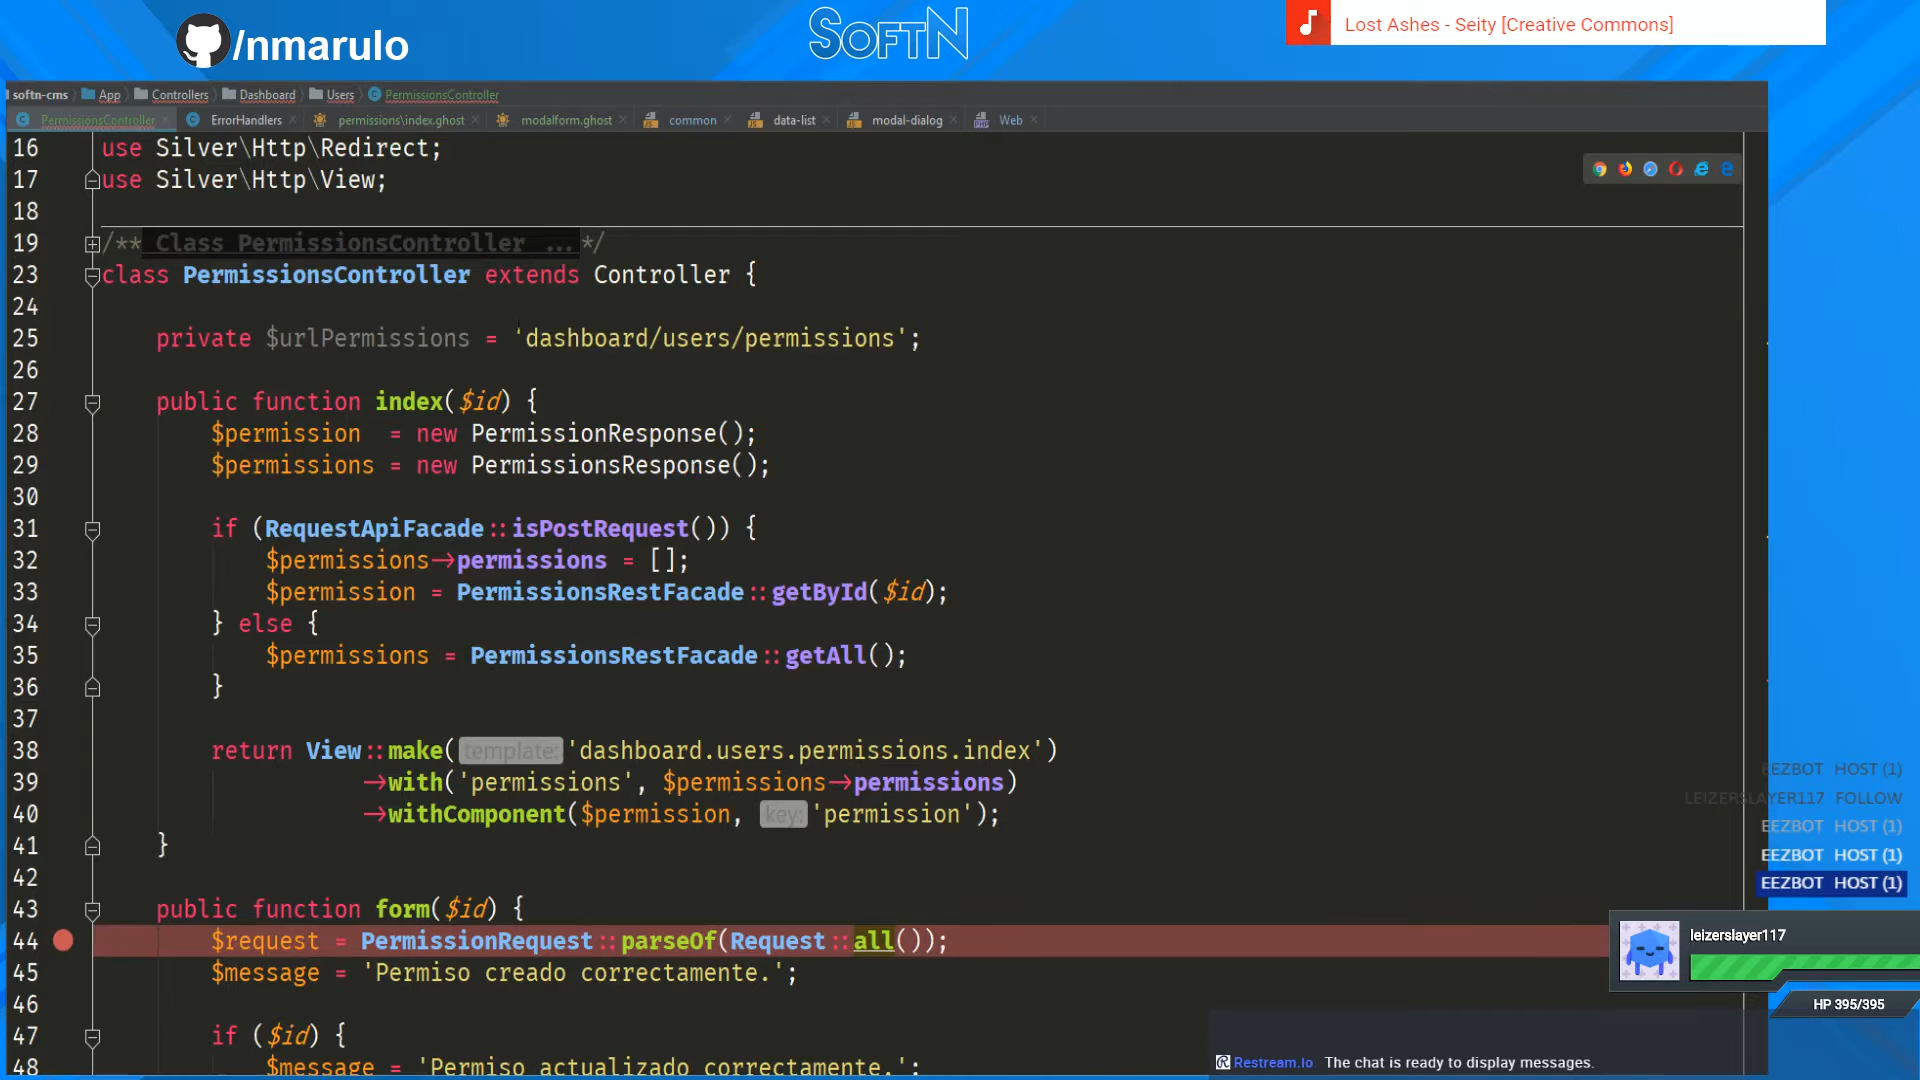 /nmarulo
SOFTN
Lost Ashes - Seity [Creative Commons]
softn-cms App Controllers Dashboard Users PermissionsController
PermissionsController ErrorHandlers permissions\index.ghost modalform.ghost common data-list modal-dialog Web
16 use Silver\Http\Redirect;
17 use Silver\Http\View;
18
19 /** Class PermissionsController ...*/
23 class PermissionsController extends Controller {
24
25 private $urlPermissions = 'dashboard/users/permissions';
26
27 public function index($id) {
28 $permission  = new PermissionResponse();
29 $permissions = new PermissionsResponse();
30
31 if (RequestApiFacade::isPostRequest()) {
32 $permissions->permissions = [];
33 $permission = PermissionsRestFacade::getById($id);
34 } else {
35 $permissions = PermissionsRestFacade::getAll();
36 }
37
38 return View::make( template: 'dashboard.users.permissions.index')
39 ->with('permissions', $permissions->permissions)
40 ->withComponent($permission, key: 'permission');
41 }
42
43 public function form($id) {
44 $request = PermissionRequest::parseOf(Request::all());
45 $message = 'Permiso creado correctamente.';
46
47 if ($id) {
48 $message = 'Permiso actualizado correctamente.';
EEZBOT HOST (1)
LEIZERSLAYER117 FOLLOW
EEZBOT HOST (1)
EEZBOT HOST (1)
EEZBOT HOST (1)
leizerslayer117
HP 395/395
Restream.io The chat is ready to display messages.